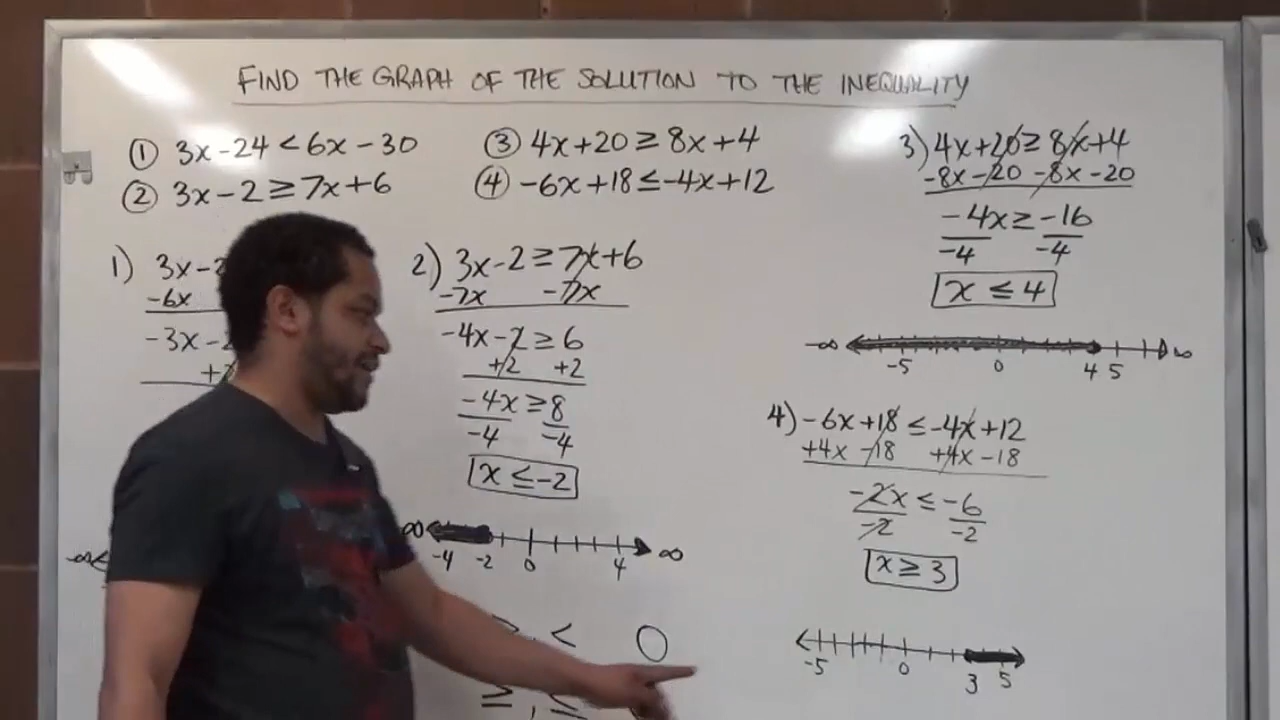 FIND THE GRAPH OF THE SOLUTION TO THE INEQUALITY
① 3x-24 < 6x-30
② 3x-2 ≥ 7x+6
③ 4x+20 ≥ 8x+4
④ -6x+18 ≤ -4x+12
1) 3x-2
-6x
-3x-2
+2
-∞
2) 3x-2 ≥ 7x+6
-7x -7x
-4x-2 ≥ 6
+2 +2
-4x ≥ 8
-4 -4
x ≤ -2
∞ ∞
-4 -2 0 4
> , < O
≥ , ≤
3) 4x+20 ≥ 8x+4
-8x-20 -8x-20
-4x ≥ -16
-4 -4
x ≤ 4
-∞ ∞
-5 0 4 5
4) -6x+18 ≤ -4x+12
+4x -18 +4x-18
-2x ≤ -6
-2 -2
x ≥ 3
-5 0 3 5